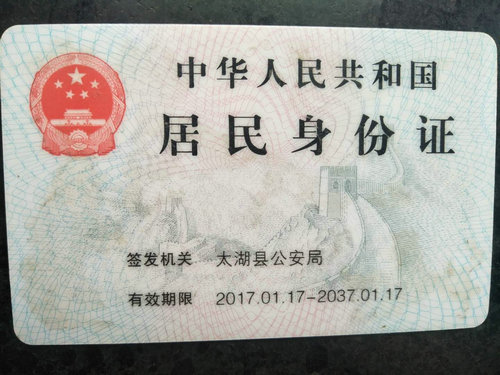 中华人民共和国
居民身份证
签发机关 太湖县公安局
有效期限 2017.01.17-2037.01.17